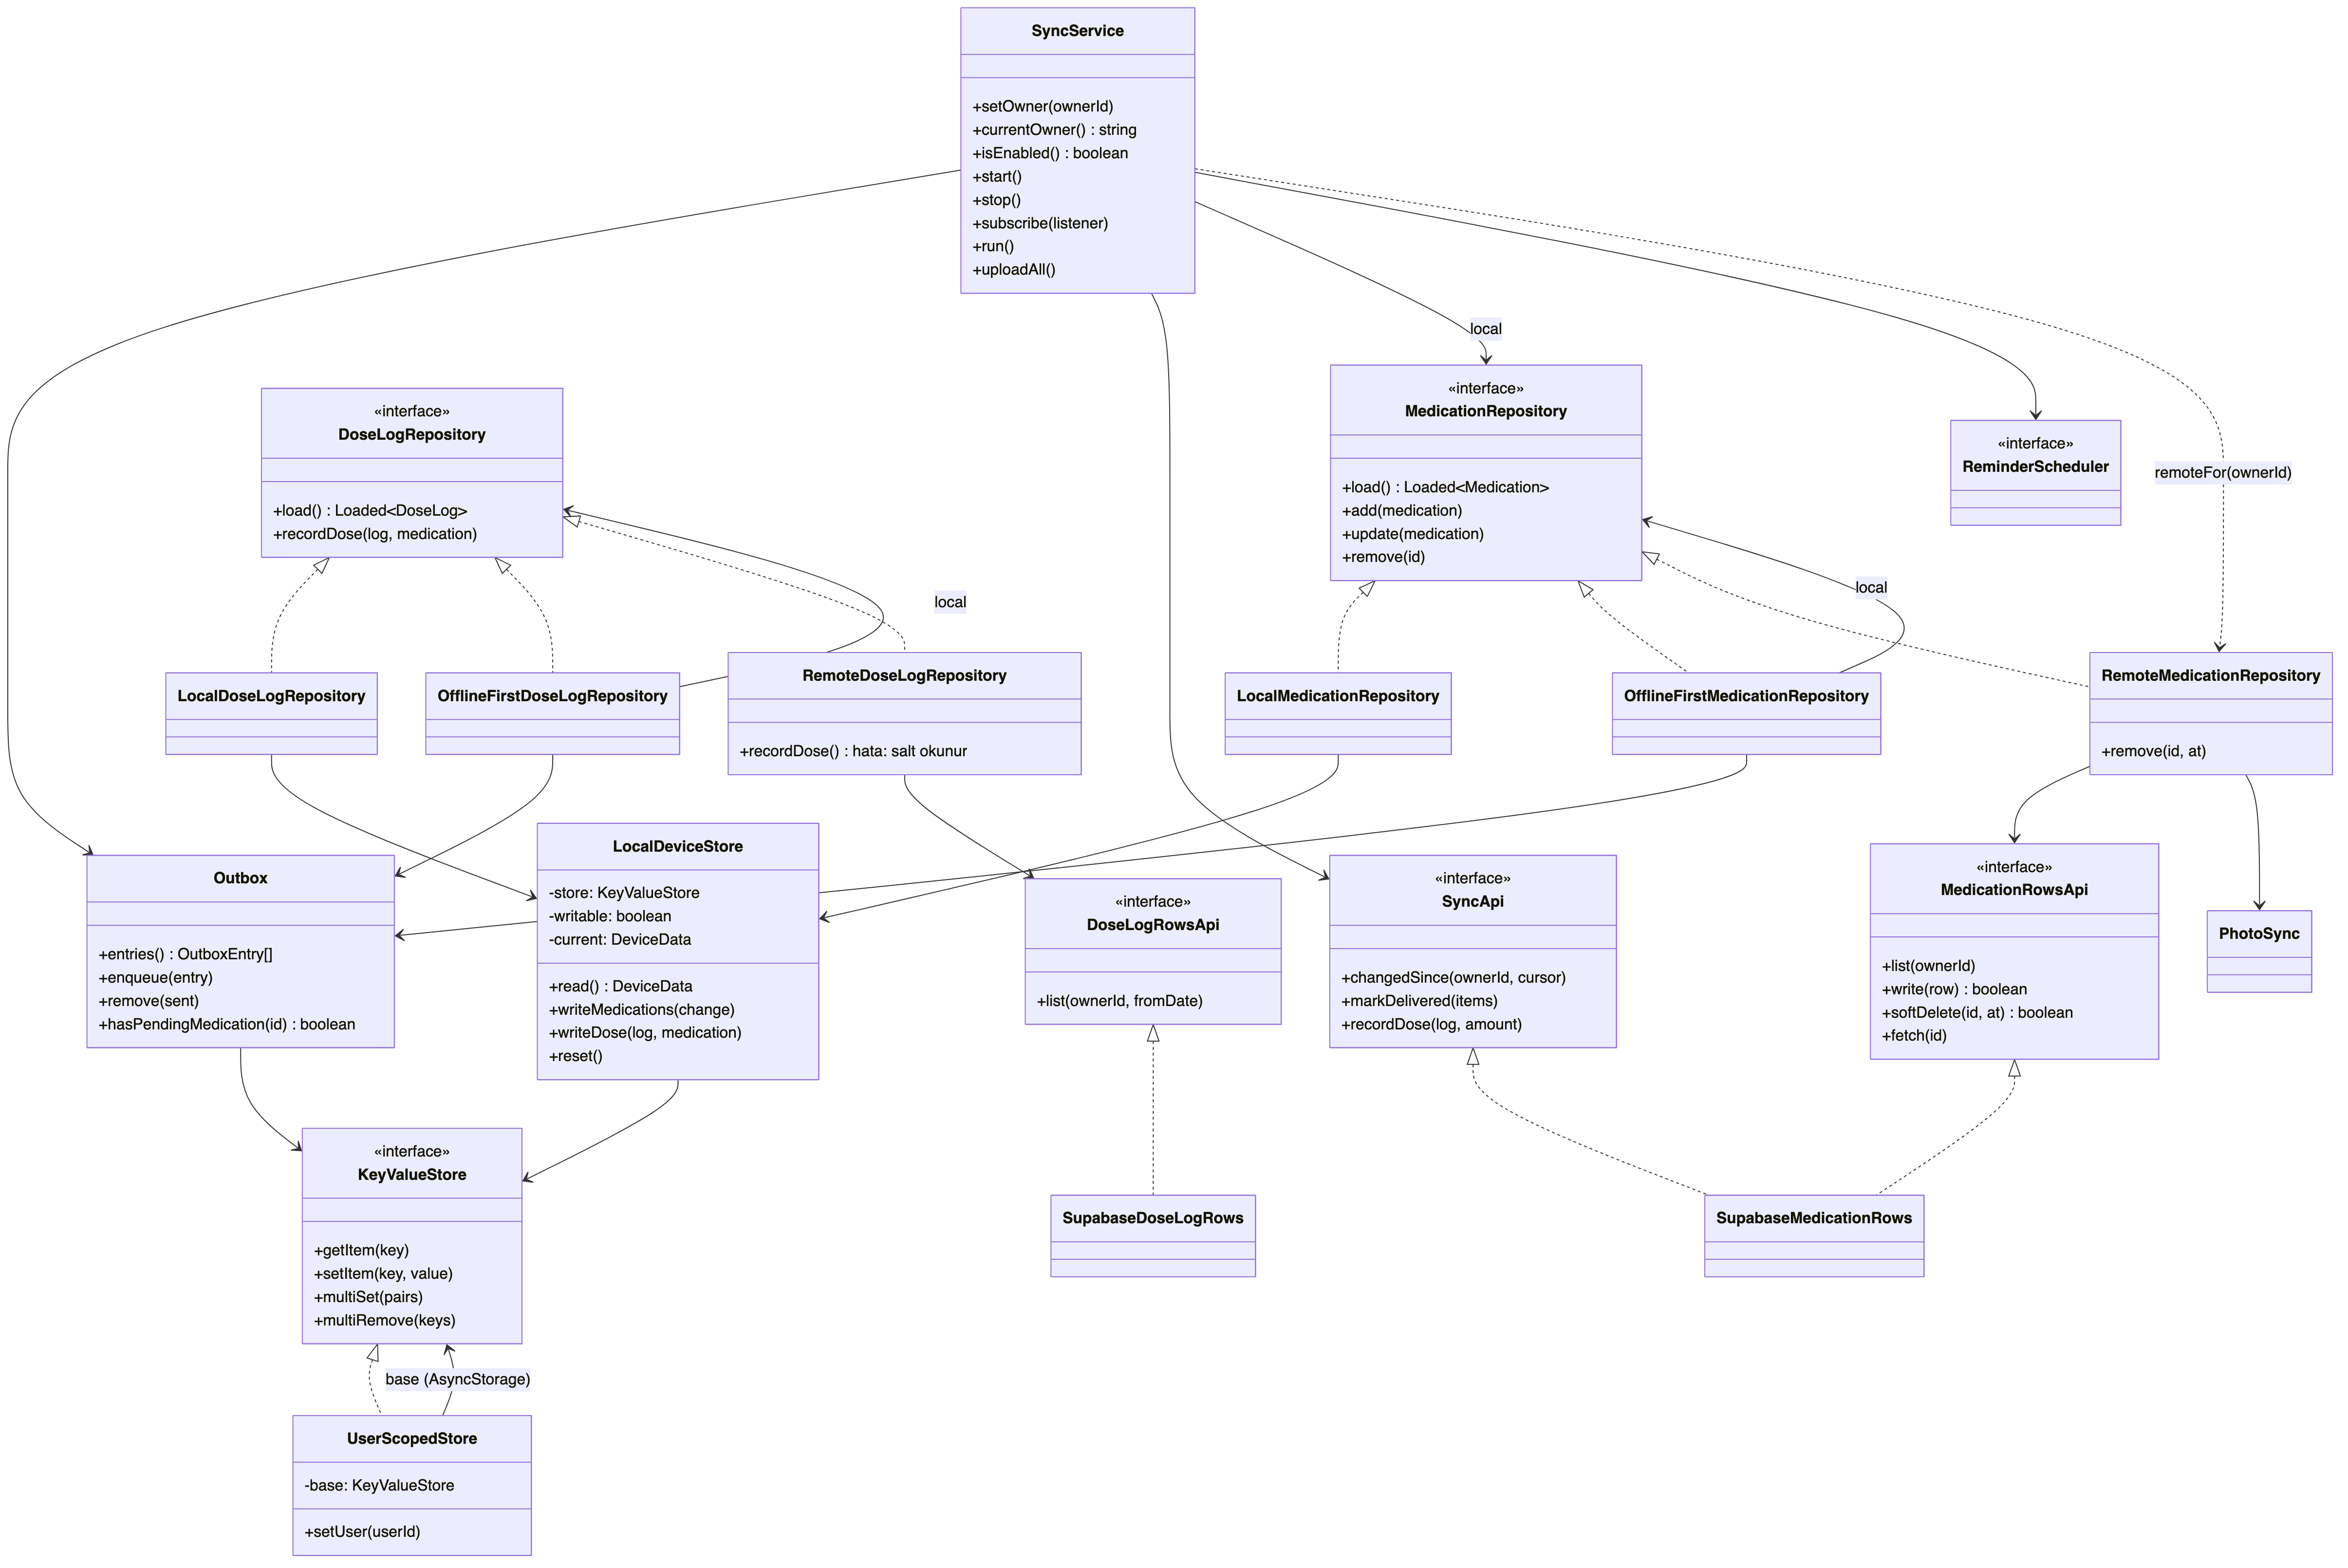 SyncService
+setOwner(ownerId)
+currentOwner() : string
+isEnabled() : boolean
+start()
+stop()
+subscribe(listener)
+run()
+uploadAll()
local
«interface»
DoseLogRepository
+load() : Loaded<DoseLog>
+recordDose(log, medication)
«interface»
MedicationRepository
+load() : Loaded<Medication>
+add(medication)
+update(medication)
+remove(id)
«interface»
ReminderScheduler
remoteFor(ownerId)
local
local
LocalDoseLogRepository
OfflineFirstDoseLogRepository
RemoteDoseLogRepository
+recordDose() : hata: salt okunur
LocalMedicationRepository
OfflineFirstMedicationRepository
RemoteMedicationRepository
+remove(id, at)
Outbox
+entries() : OutboxEntry[]
+enqueue(entry)
+remove(sent)
+hasPendingMedication(id) : boolean
LocalDeviceStore
-store: KeyValueStore
-writable: boolean
-current: DeviceData
+read() : DeviceData
+writeMedications(change)
+writeDose(log, medication)
+reset()
«interface»
DoseLogRowsApi
+list(ownerId, fromDate)
«interface»
SyncApi
+changedSince(ownerId, cursor)
+markDelivered(items)
+recordDose(log, amount)
«interface»
MedicationRowsApi
+list(ownerId)
+write(row) : boolean
+softDelete(id, at) : boolean
+fetch(id)
PhotoSync
«interface»
KeyValueStore
+getItem(key)
+setItem(key, value)
+multiSet(pairs)
+multiRemove(keys)
SupabaseDoseLogRows
SupabaseMedicationRows
base (AsyncStorage)
UserScopedStore
-base: KeyValueStore
+setUser(userId)